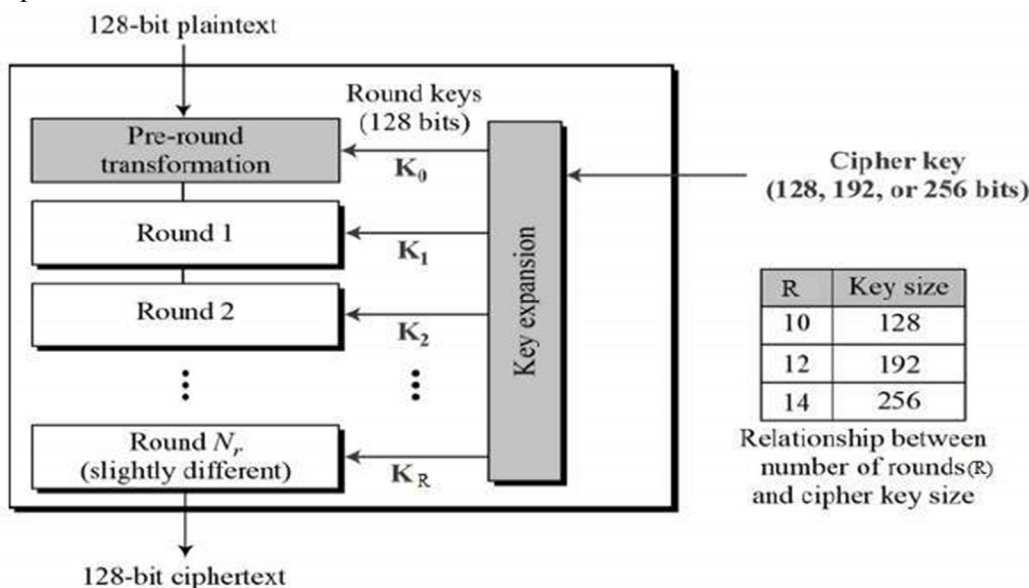 128-bit plaintext
Round keys
(128 bits)
Pre-round
transformation
K₀
Cipher key
(128, 192, or 256 bits)
Round 1
K₁
Round 2
K₂
Key expansion
R Key size
10 128
12 192
14 256
Relationship between
number of rounds(R)
and cipher key size
Round Nᵣ
(slightly different)
K R
128-bit ciphertext